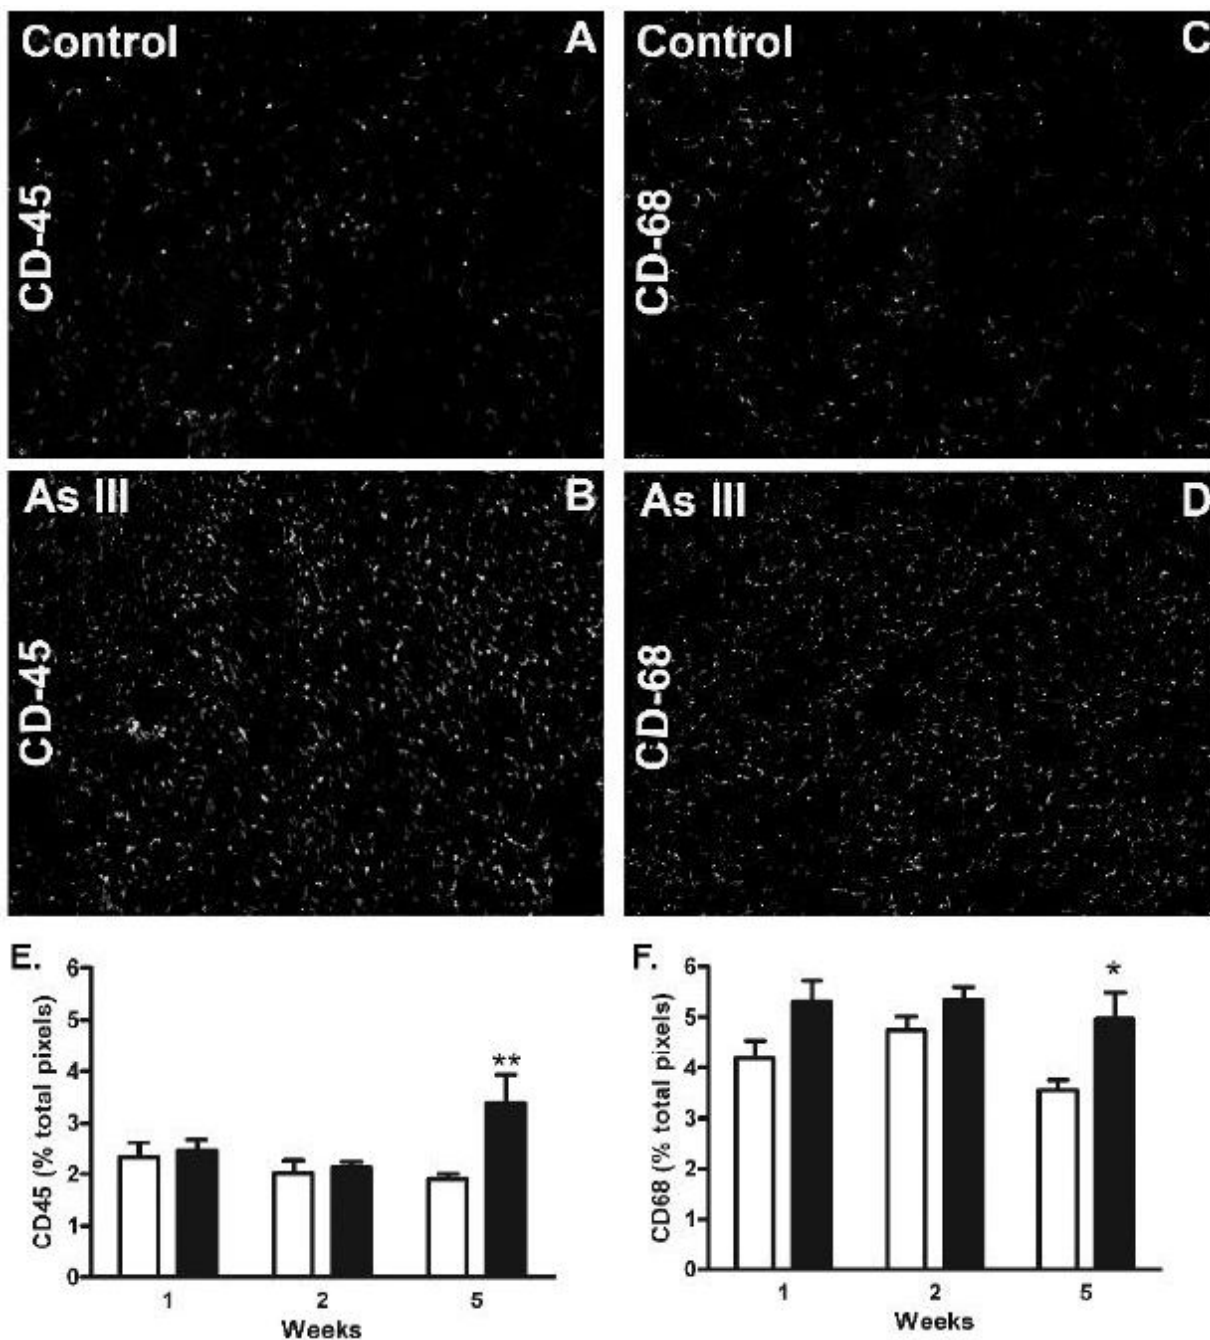 Control A
CD-45
Control C
CD-68
As III B
CD-45
As III D
CD-68
E.
CD45 (% total pixels)
6
5
4
3
2
1
0
**
1 2 5
Weeks
F.
CD68 (% total pixels)
6
5
4
3
2
1
0
*
1 2 5
Weeks